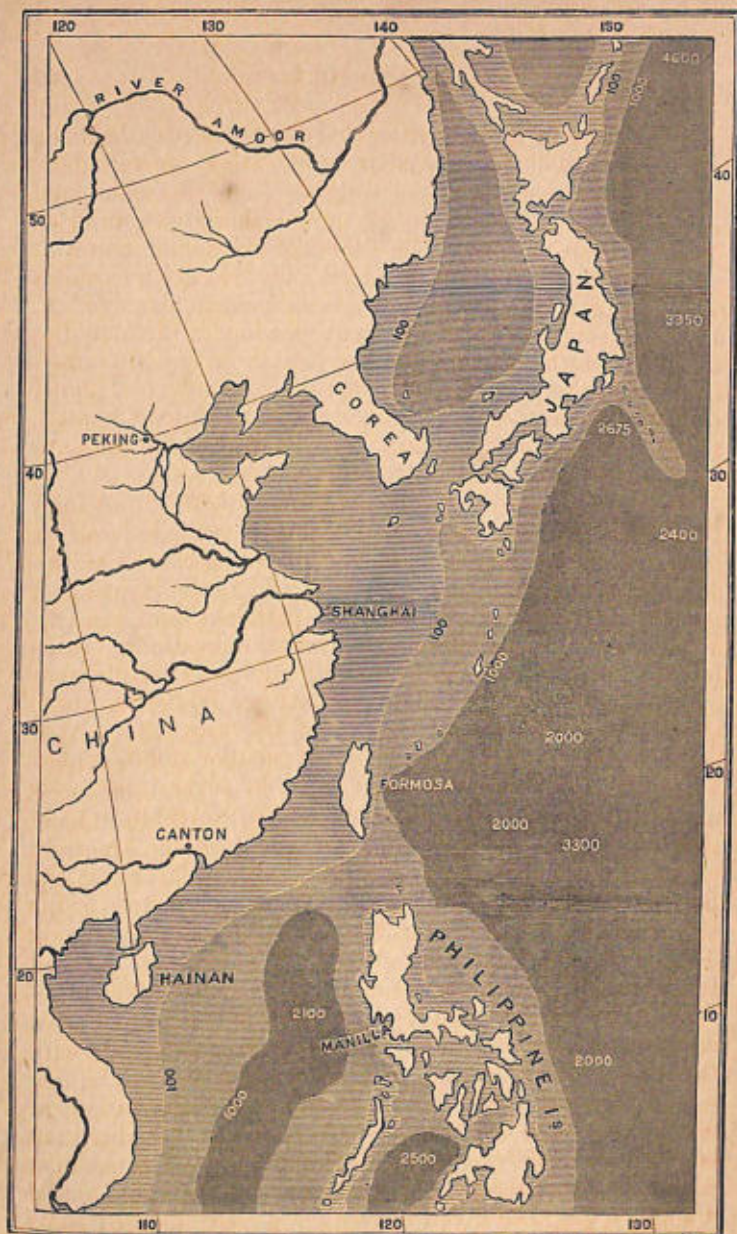 120
130
140
150
RIVER AMOOR
100
4600
1000
40
50
3350
100
JAPAN
COREA
PEKING
2675
40
30
2400
SHANGHAI
100
1000
30
CHINA
2000
20
FORMOSA
2000
CANTON
3300
PHILIPPINE IS
20
HAINAN
2100
10
MANILLA
2000
100
1000
2500
110
120
130